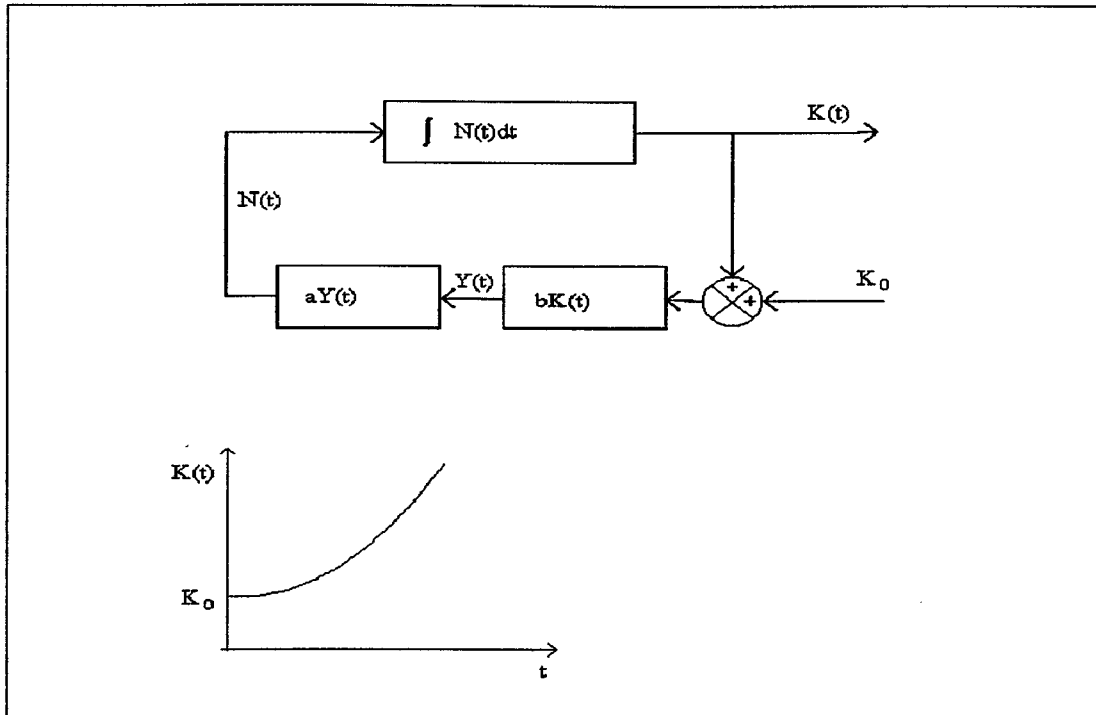 K(t)
∫ N(t)dt
N(t)
aY(t)
Y(t)
bK(t)
+
+
K₀
K(t)
K₀
t